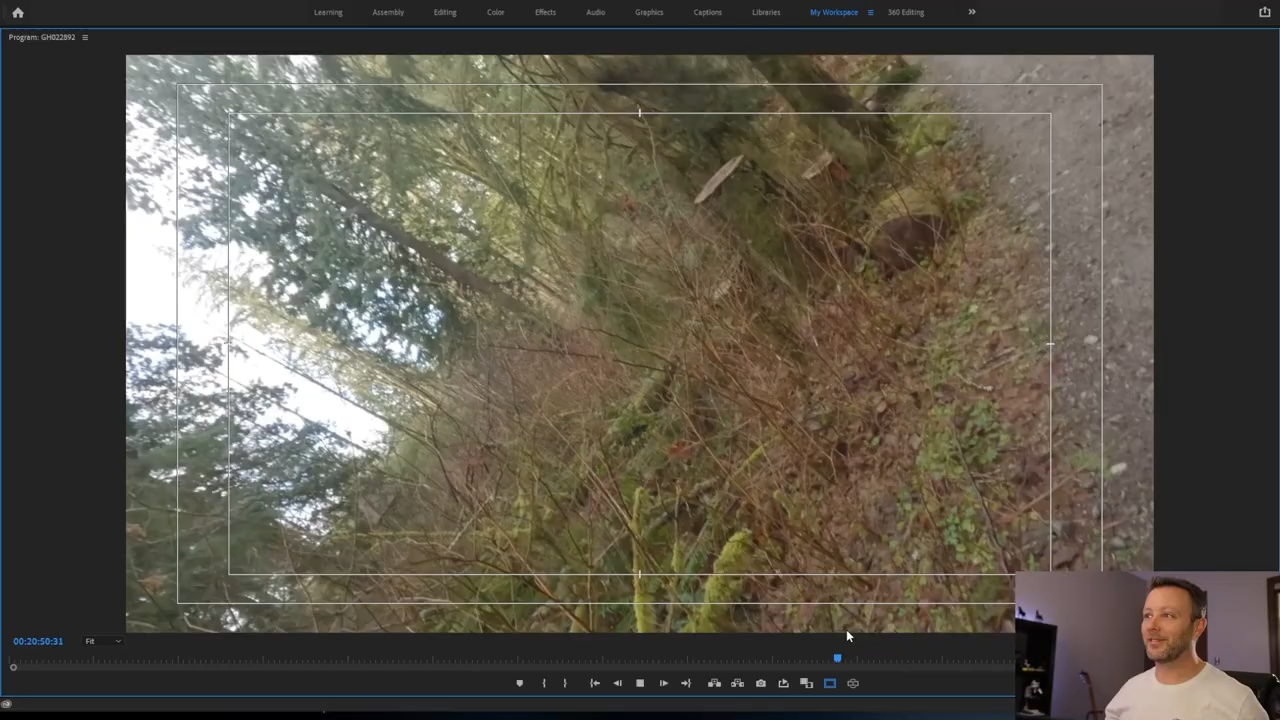 Learning Assembly Editing Color Effects Audio Graphics Captions Libraries My Workspace 360 Editing
Program: GH022892
00:20:50:31 Fit